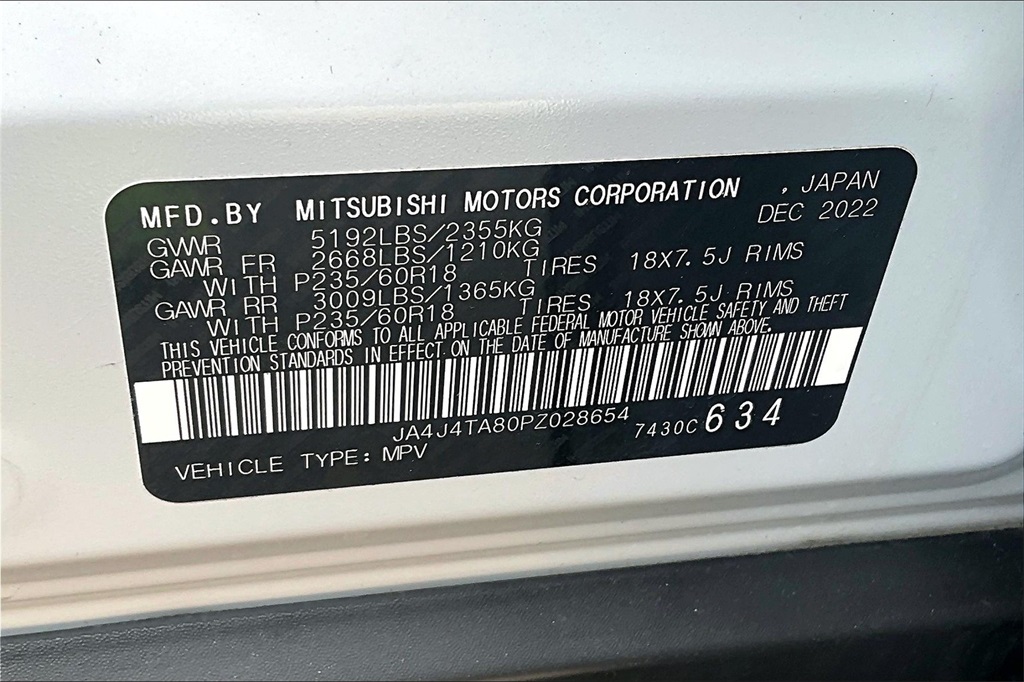 MFD.BY MITSUBISHI MOTORS CORPORATION , JAPAN
DEC 2022
GVWR 5192LBS/2355KG
GAWR FR 2668LBS/1210KG
WITH P235/60R18 TIRES 18X7.5J RIMS
GAWR RR 3009LBS/1365KG
WITH P235/60R18 TIRES 18X7.5J RIMS
THIS VEHICLE CONFORMS TO ALL APPLICABLE FEDERAL MOTOR VEHICLE SAFETY AND THEFT
PREVENTION STANDARDS IN EFFECT ON THE DATE OF MANUFACTURE SHOWN ABOVE.
JA4J4TA80PZ028654 7430C 634
VEHICLE TYPE: MPV